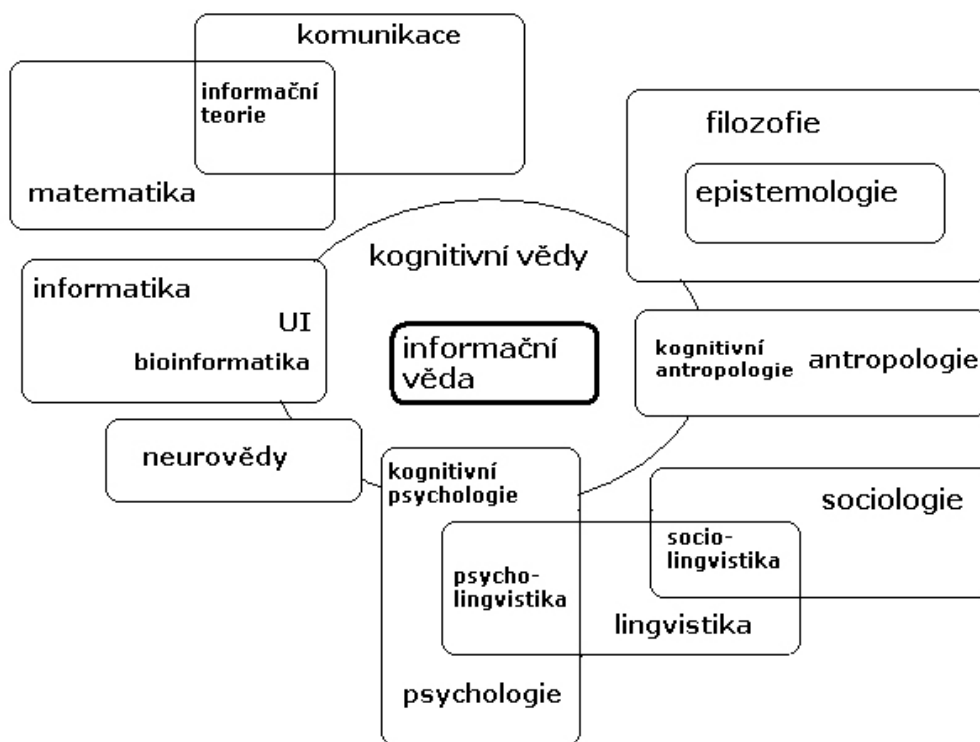 komunikace
informační
teorie
matematika
filozofie
epistemologie
kognitivní vědy
informatika
UI
bioinformatika
informační
věda
kognitivní
antropologie
antropologie
neurovědy
kognitivní
psychologie
sociologie
socio-
lingvistika
psycho-
lingvistika
lingvistika
psychologie